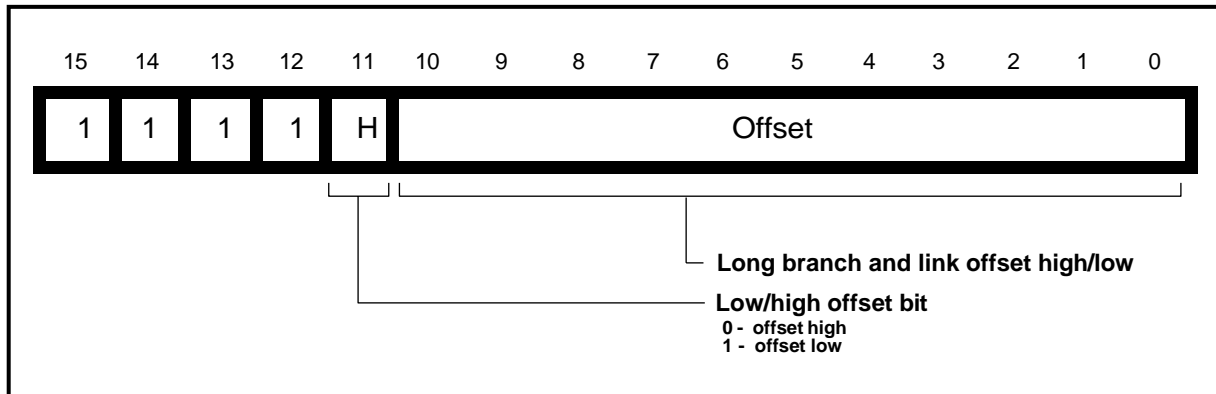 15 14 13 12 11 10 9 8 7 6 5 4 3 2 1 0
1 1 1 1 H Offset
Long branch and link offset high/low
Low/high offset bit
0 - offset high
1 - offset low